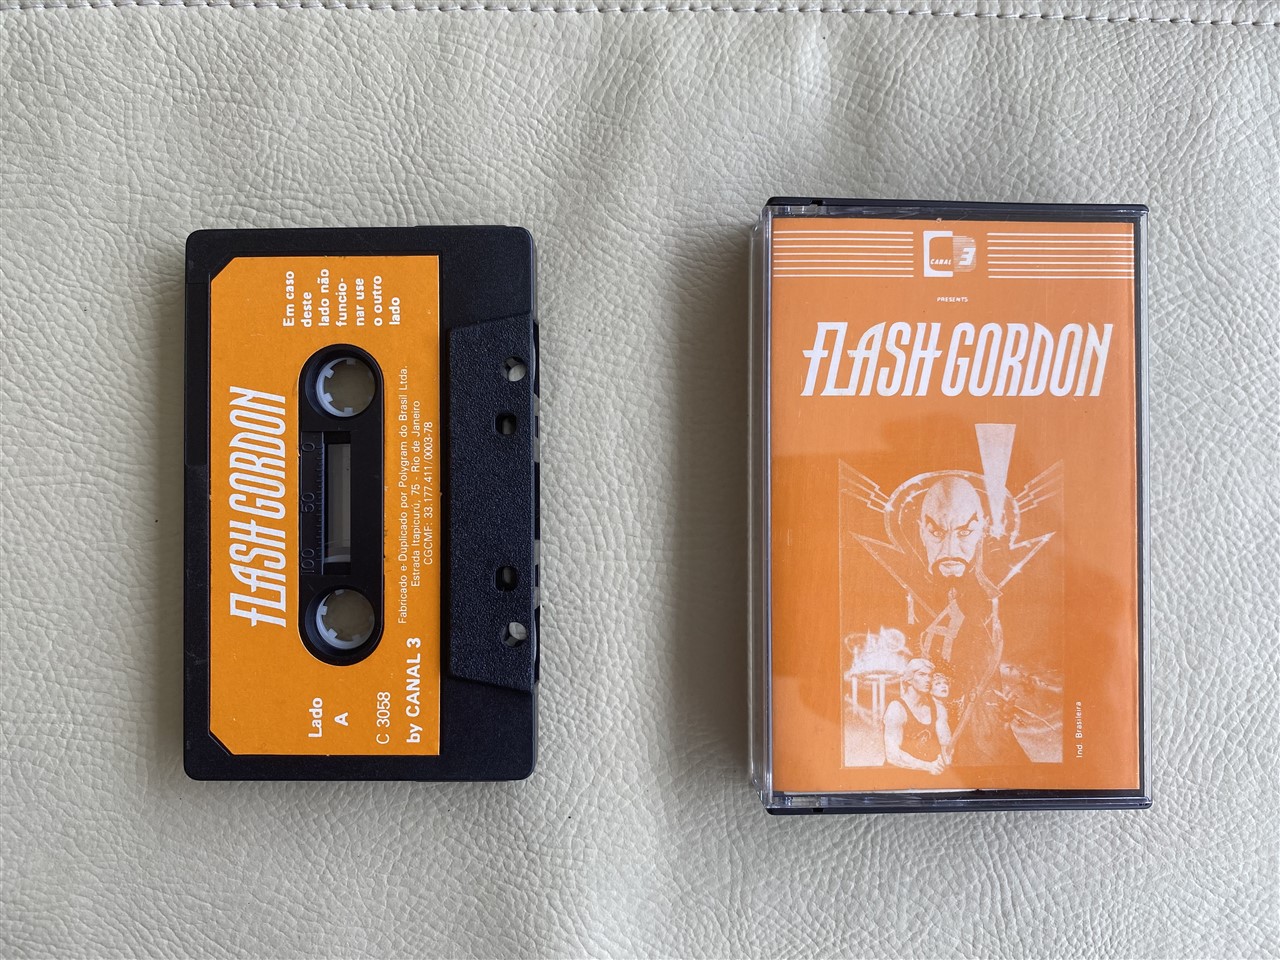 FLASH GORDON
Em caso
deste
lado não
funcio-
nar use
o outro
lado
100 50 0
Lado
A
C 3058
by CANAL 3
Fabricado e Duplicado por Polygram do Brasil Ltda.
Estrada Itapicurú, 75 - Rio de Janeiro
CGCMF: 33.177.411/0003-78
CANAL 3
PRESENTS
FLASH GORDON
Ind. Brasileira